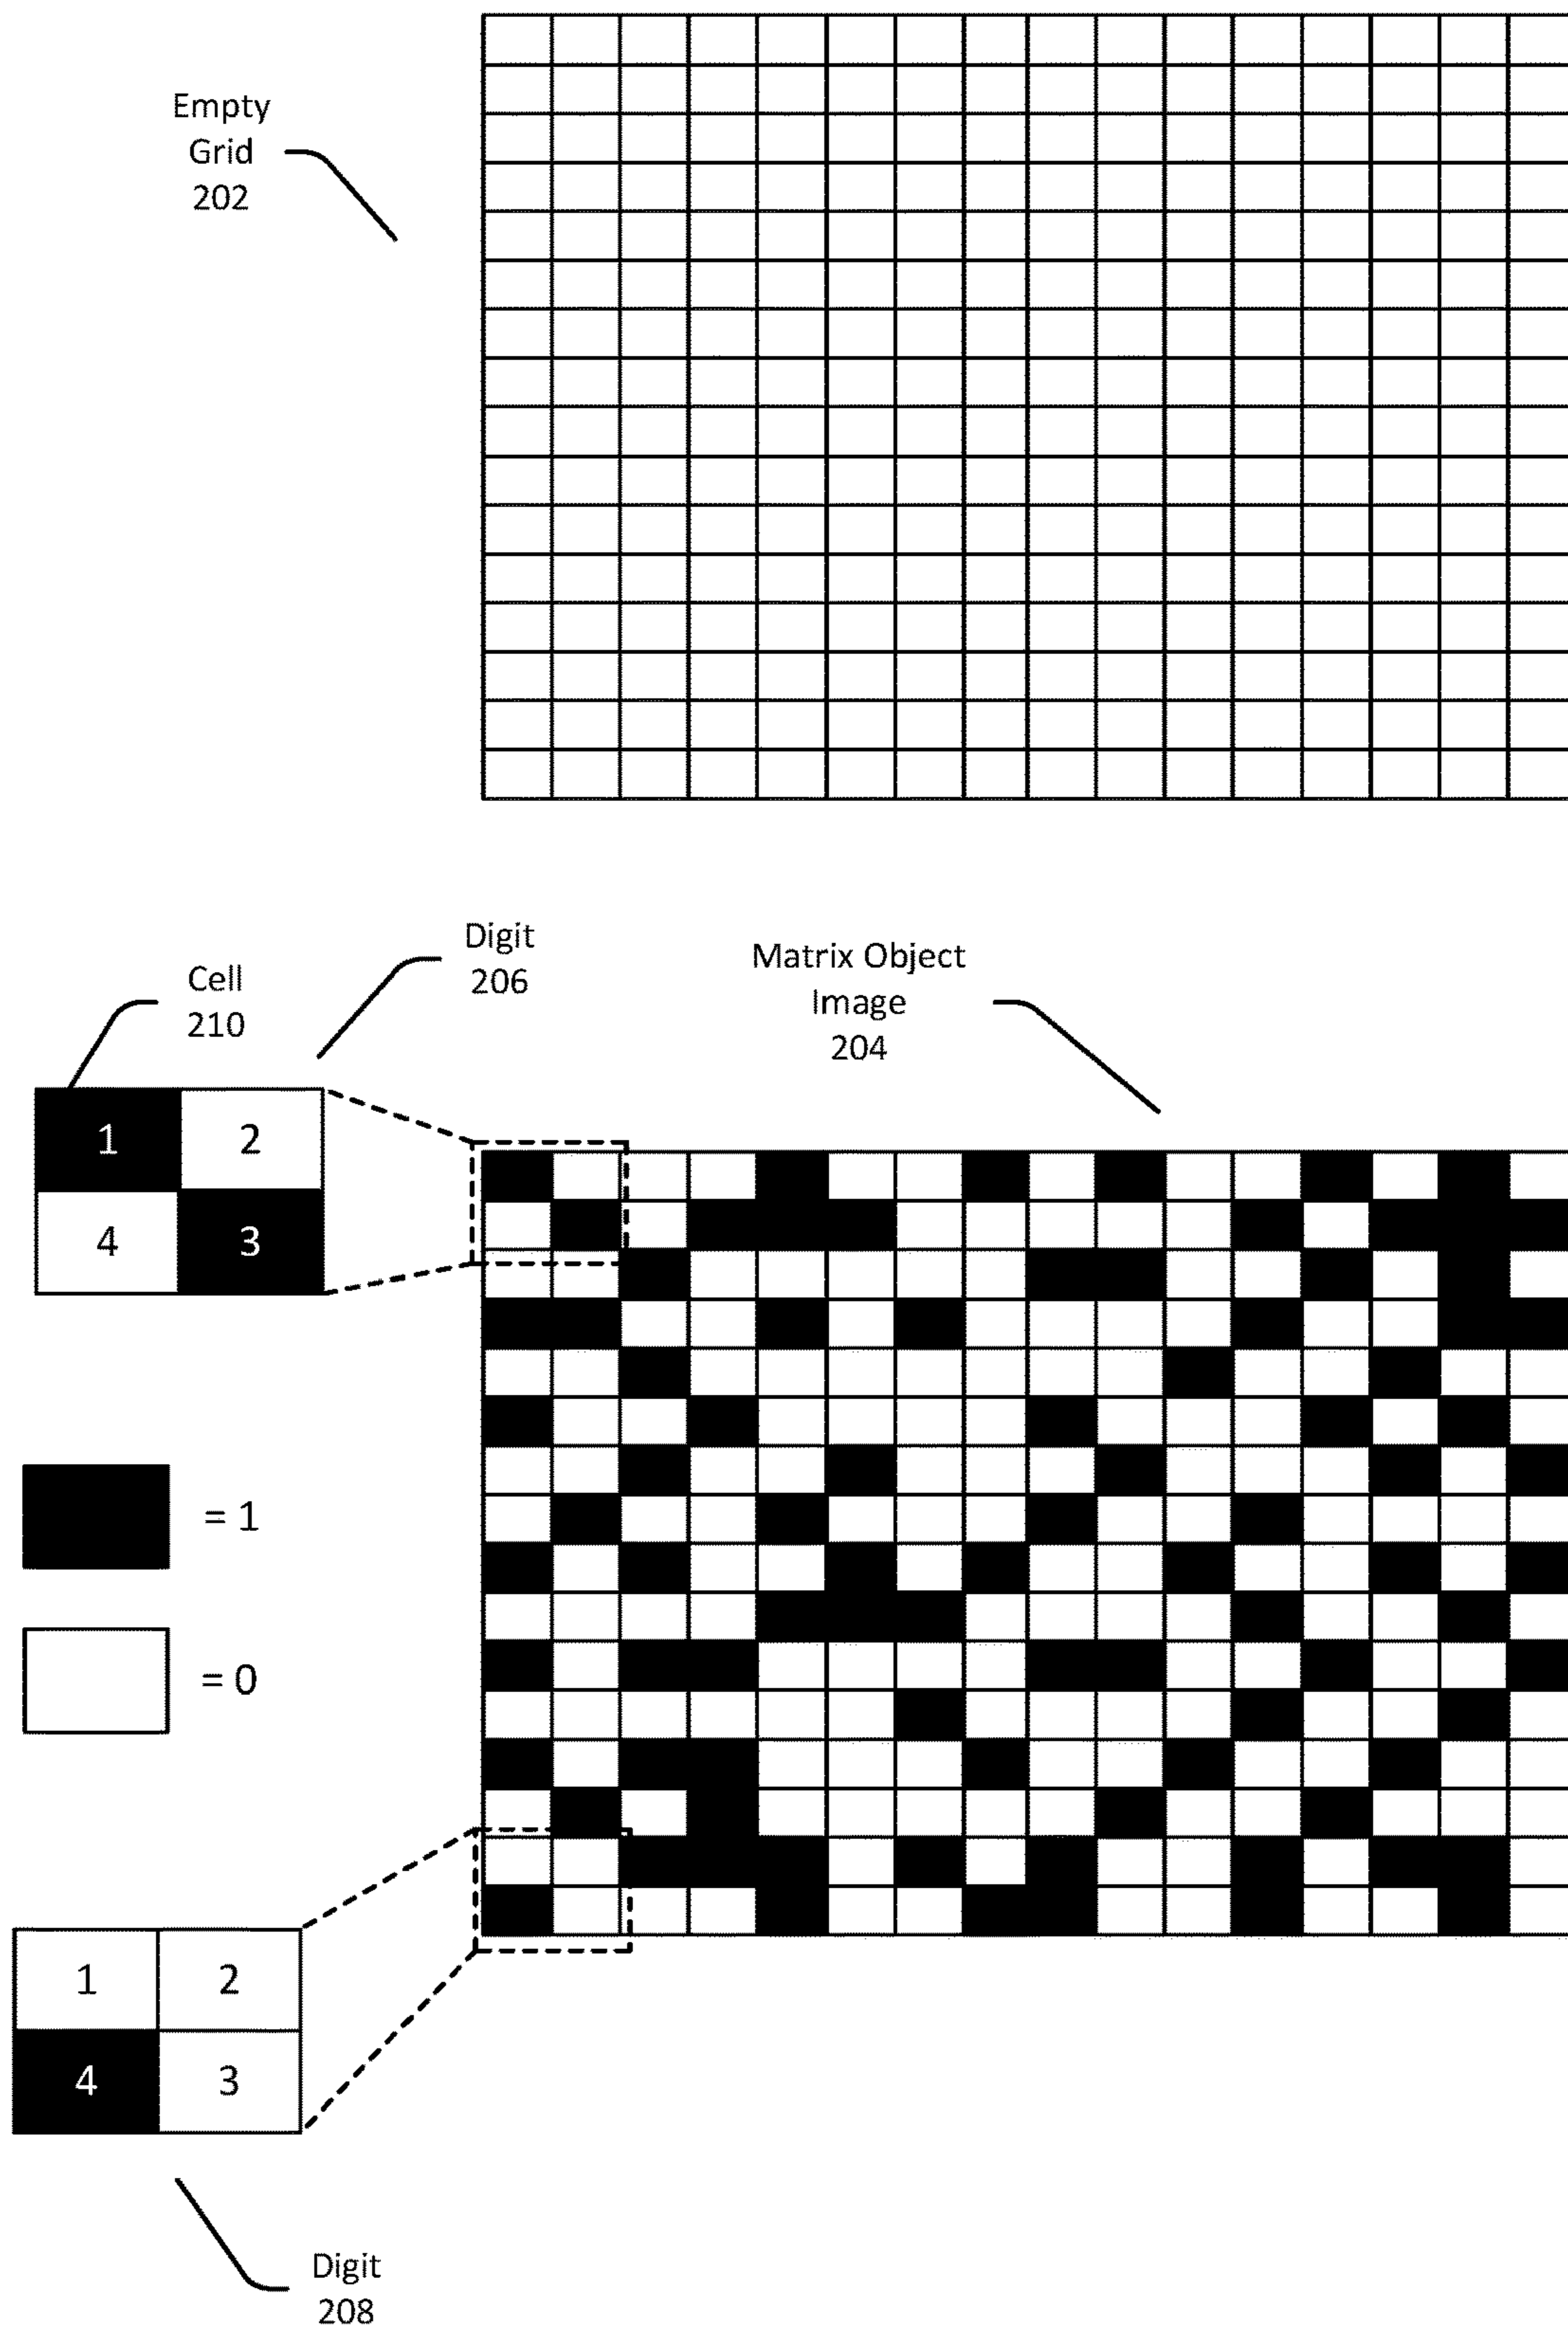 Empty
Grid
202
Digit
206
Cell
210
Matrix Object
Image
204
1 2
4 3
= 1
= 0
1 2
4 3
Digit
208